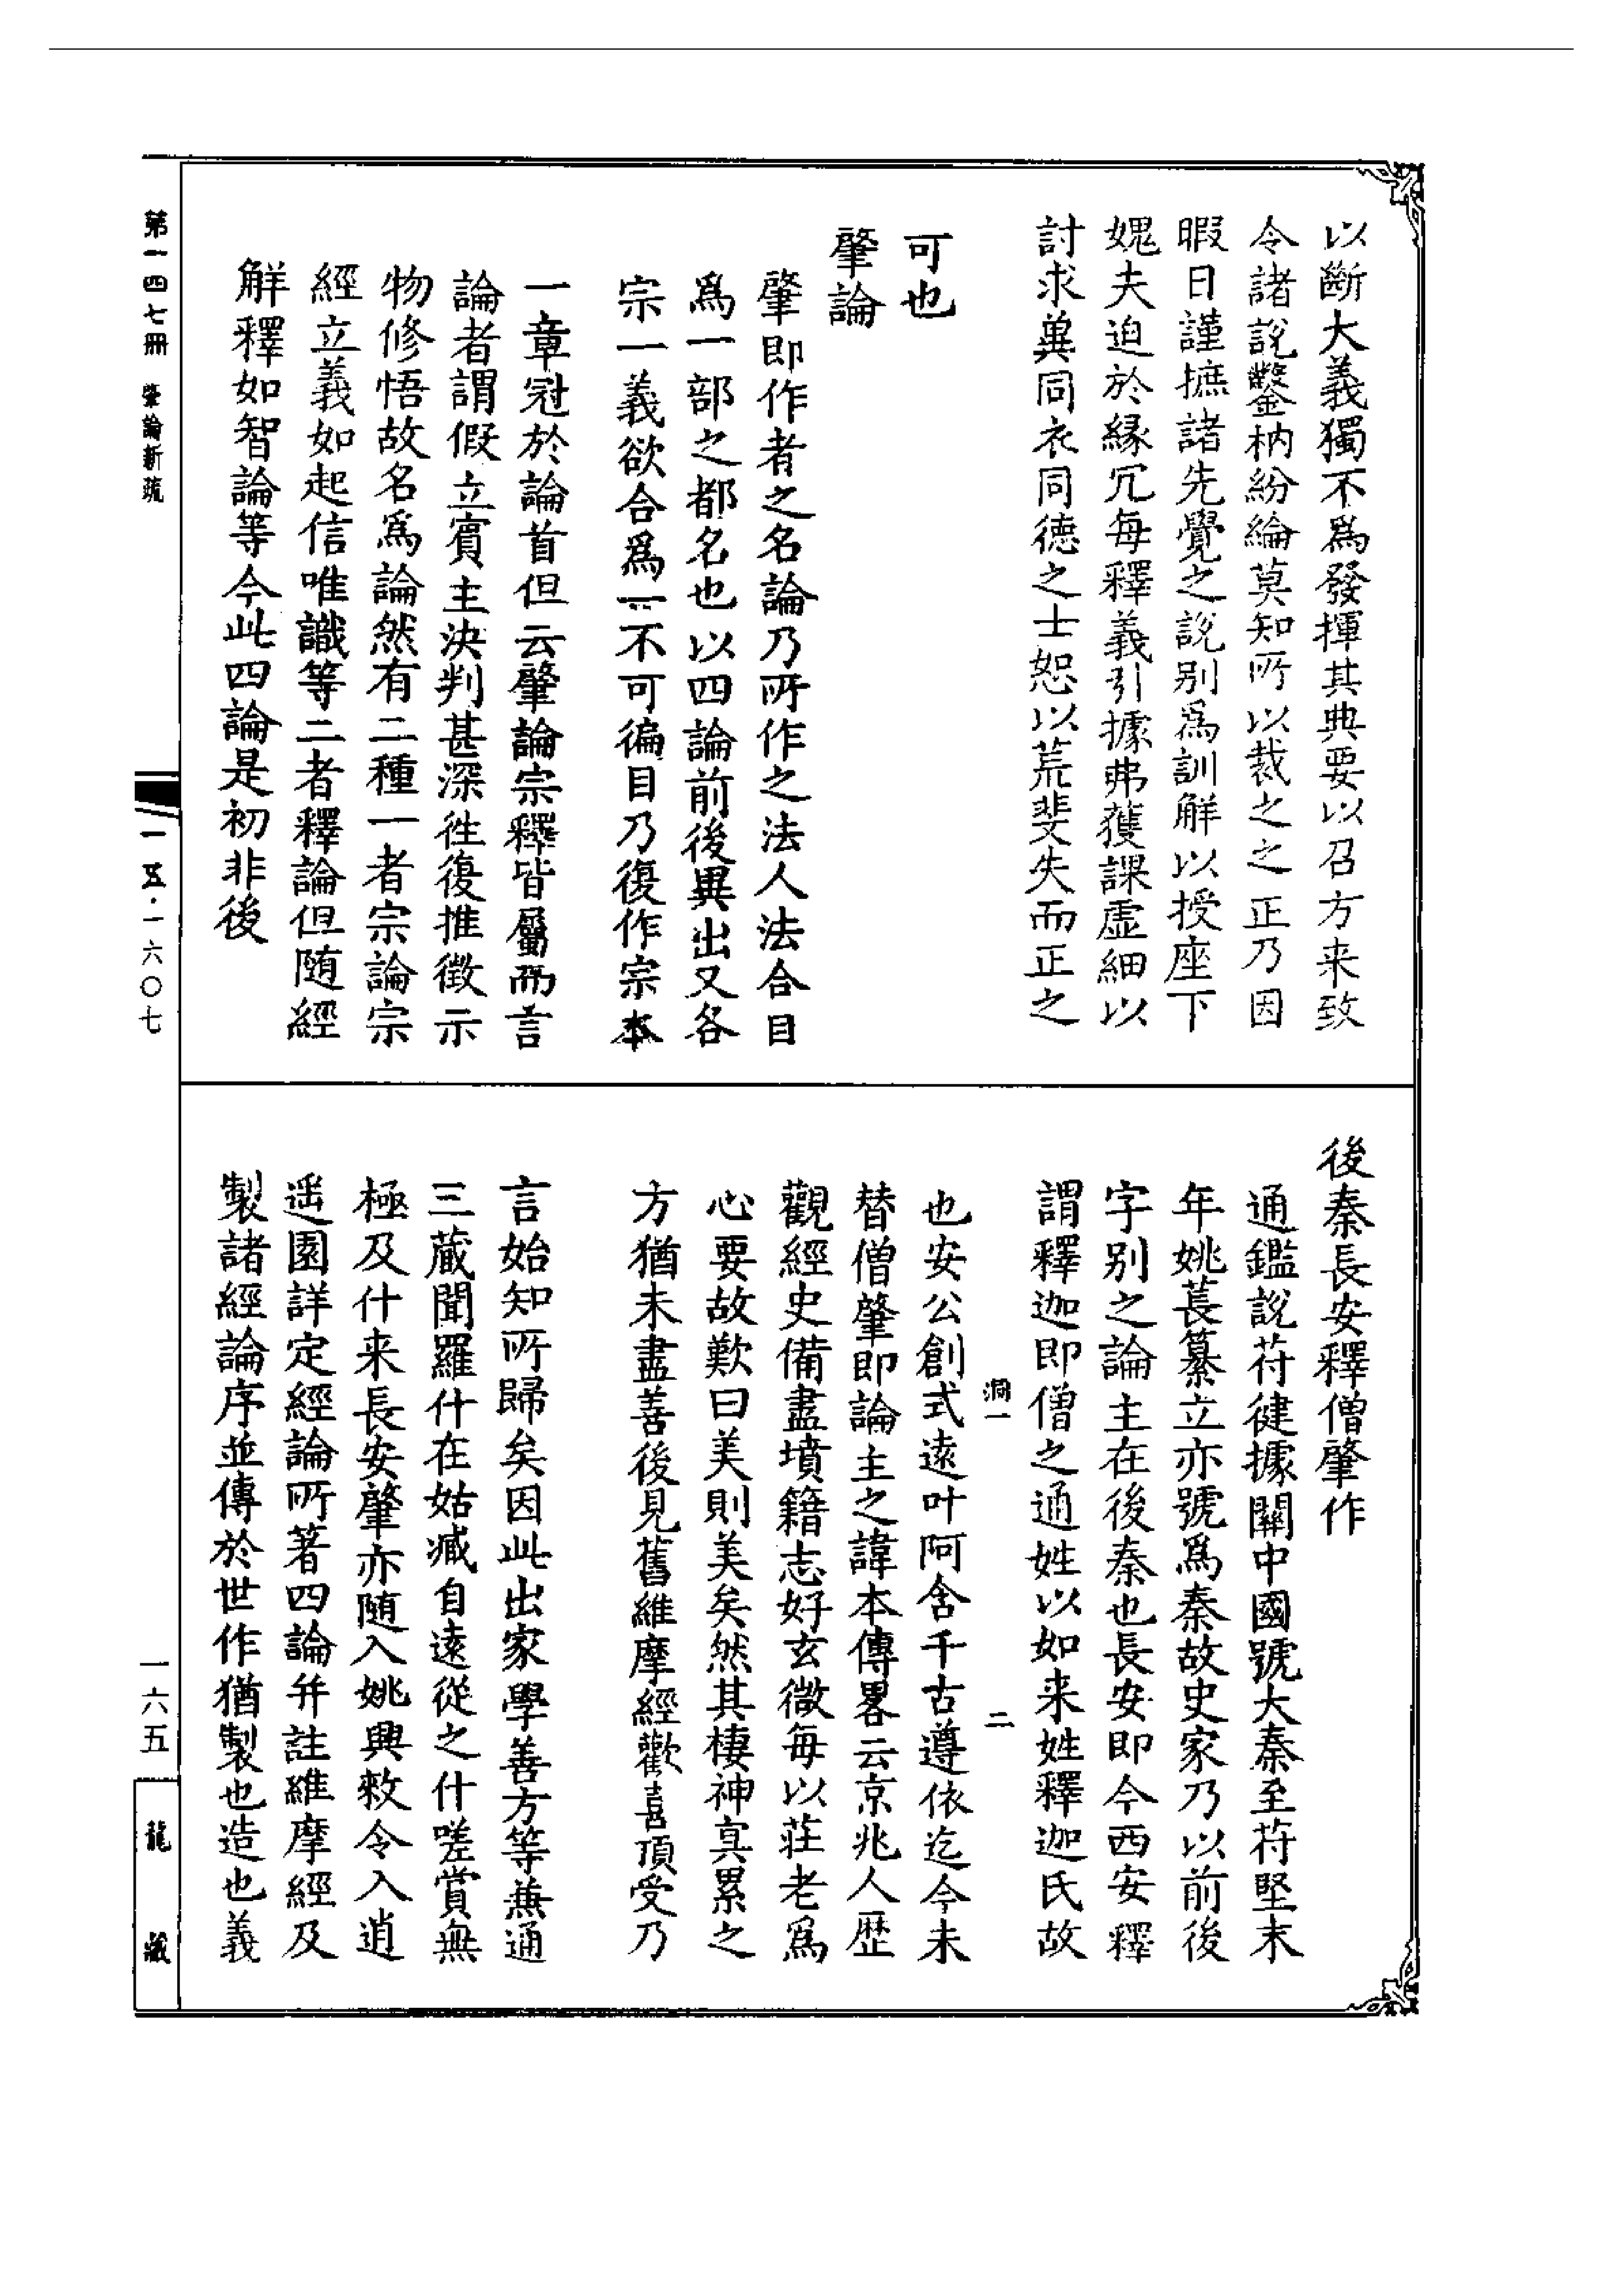 以斷大義獨不爲發揮其典要以召方来致
令諸說鑿枘紛綸莫知所以裁之之正乃因
暇日謹摭諸先覺之說別爲訓解以授座下
媿夫迫於緣冗每釋義引據弗獲課虛細以
討求兾同衣同德之士恕以荒斐失而正之
可也
肇論
肇即作者之名論乃所作之法人法合目
爲一部之都名也以四論前後異出又各
宗一義欲合爲一不可徧目乃復作宗本
一章冠於論首但云肇論宗釋皆屬而言
論者謂假立賓主決判甚深徃復推徵示
物修悟故名爲論然有二種一者宗論宗
經立義如起信唯識等二者釋論但随經
解釋如智論等今此四論是初非後
後秦長安釋僧肇作
通鑑說苻健據關中國號大秦至苻堅末
年姚萇纂立亦號爲秦故史家乃以前後
字别之論主在後秦也長安即今西安釋
謂釋迦即僧之通姓以如来姓釋迦氏故
洞一 二
也安公創式逺叶阿含千古遵依迄今未
替僧肇即論主之諱本傳畧云京兆人歴
觀經史備盡墳籍志好玄微每以莊老爲
心要故歎曰美則美矣然其棲神㝠累之
方猶未盡善後見舊維摩經歡喜頂受乃
言始知所歸矣因此出家學善方等兼通
三藏聞羅什在姑臧自逺從之什嗟賞無
極及什来長安肇亦随入姚興敕令入逍
遥園詳定經論所著四論并註維摩經及
製諸經論序並傳於世作猶製也造也義
第一四七冊 肇論新疏
一五·一六〇七
一六五
龍藏